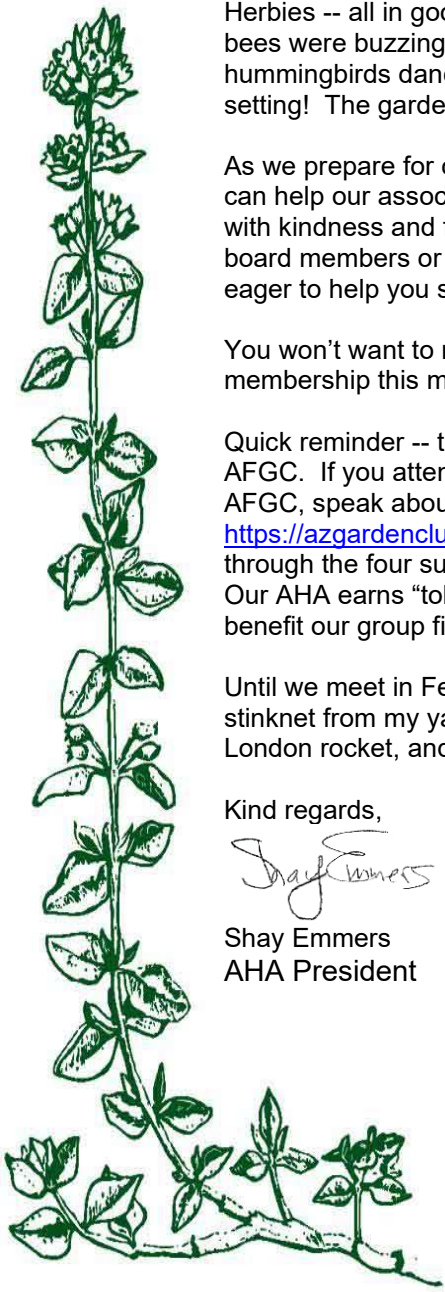 Herbies -- all in goo
bees were buzzing
hummingbirds danc
setting!  The garde
As we prepare for
can help our assoc
with kindness and
board members or
eager to help you s
You won't want to
membership this m
Quick reminder -- t
AFGC.  If you atten
AFGC, speak abou
https://azgardenclu
through the four su
Our AHA earns “tol
benefit our group fi
Until we meet in Fe
stinknet from my ya
London rocket, and
Kind regards,
Shay Emmers
Shay Emmers
AHA President